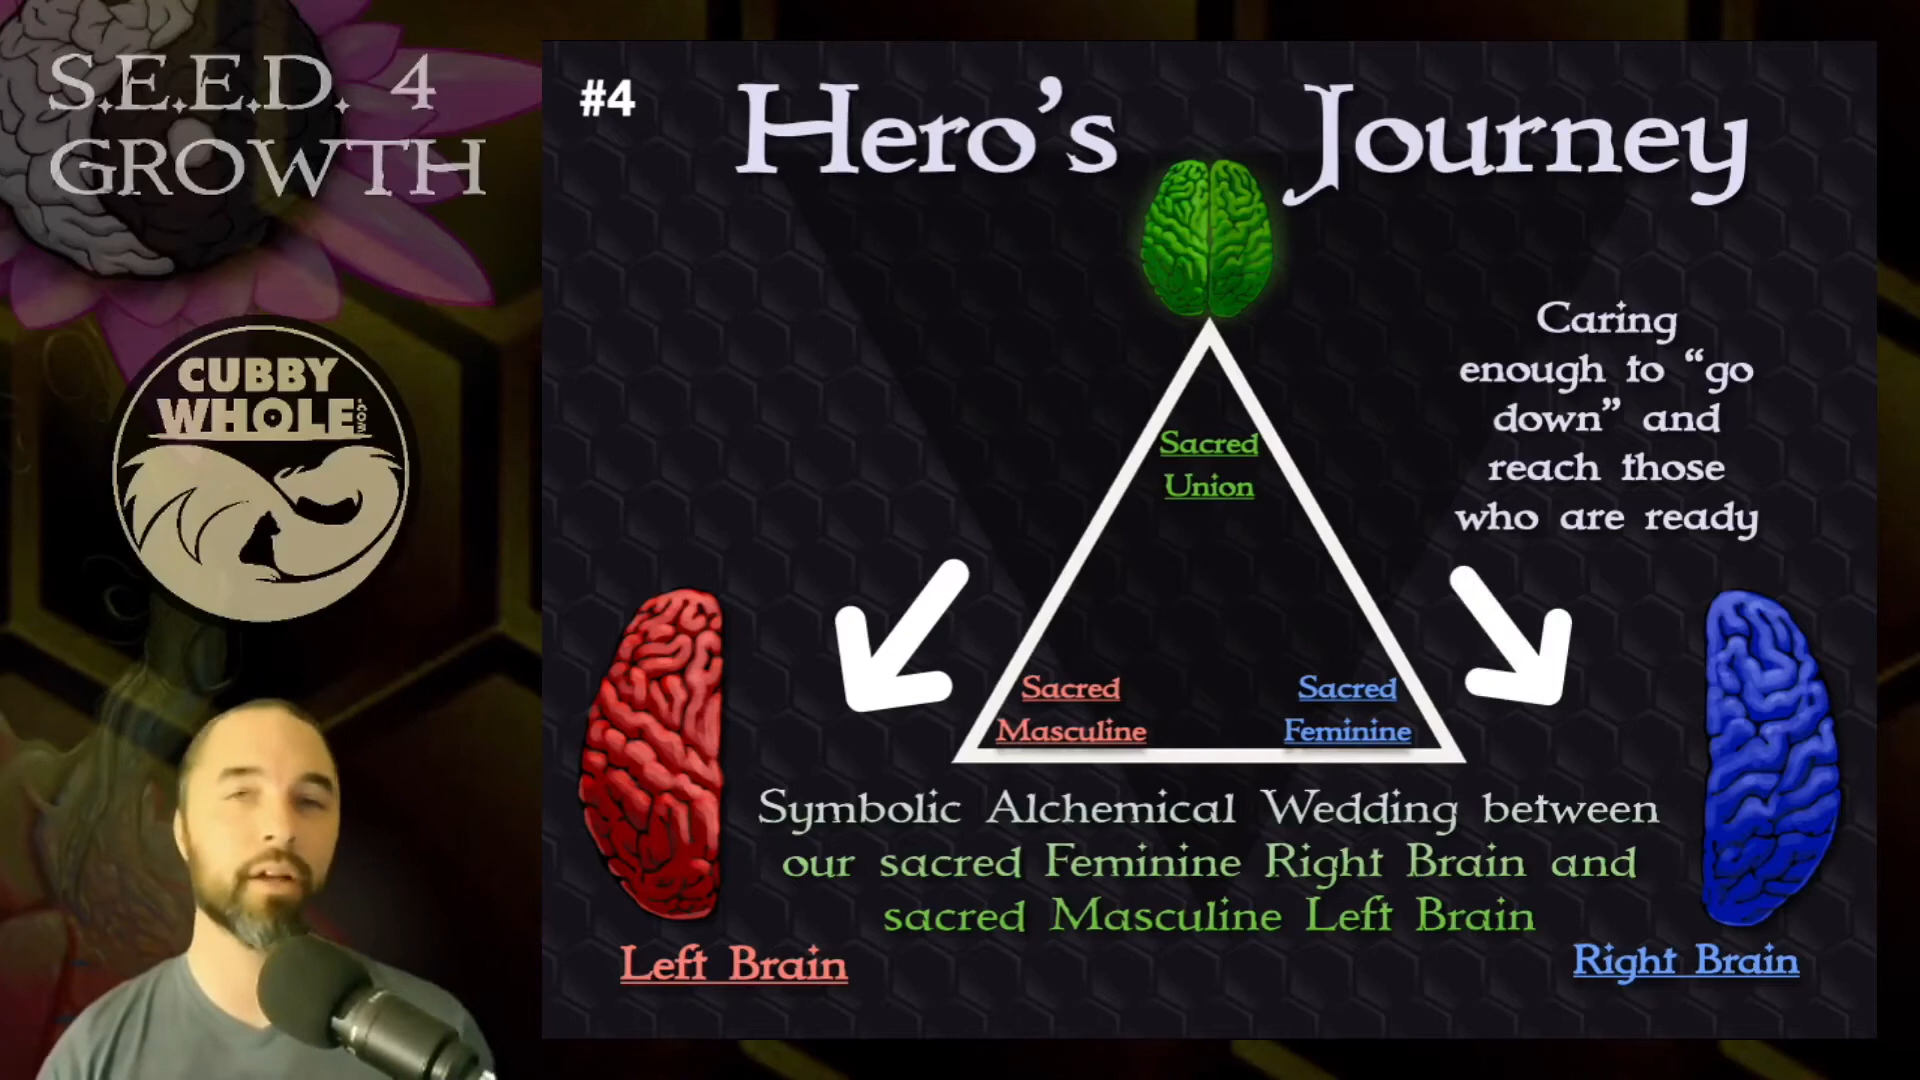 S.E.E.D. 4
GROWTH
CUBBY
WHOLE
.COM
#4
Hero's Journey
Caring
enough to “go
down” and
reach those
who are ready
Sacred
Union
Sacred
Masculine
Sacred
Feminine
Symbolic Alchemical Wedding between
our sacred Feminine Right Brain and
sacred Masculine Left Brain
Left Brain
Right Brain